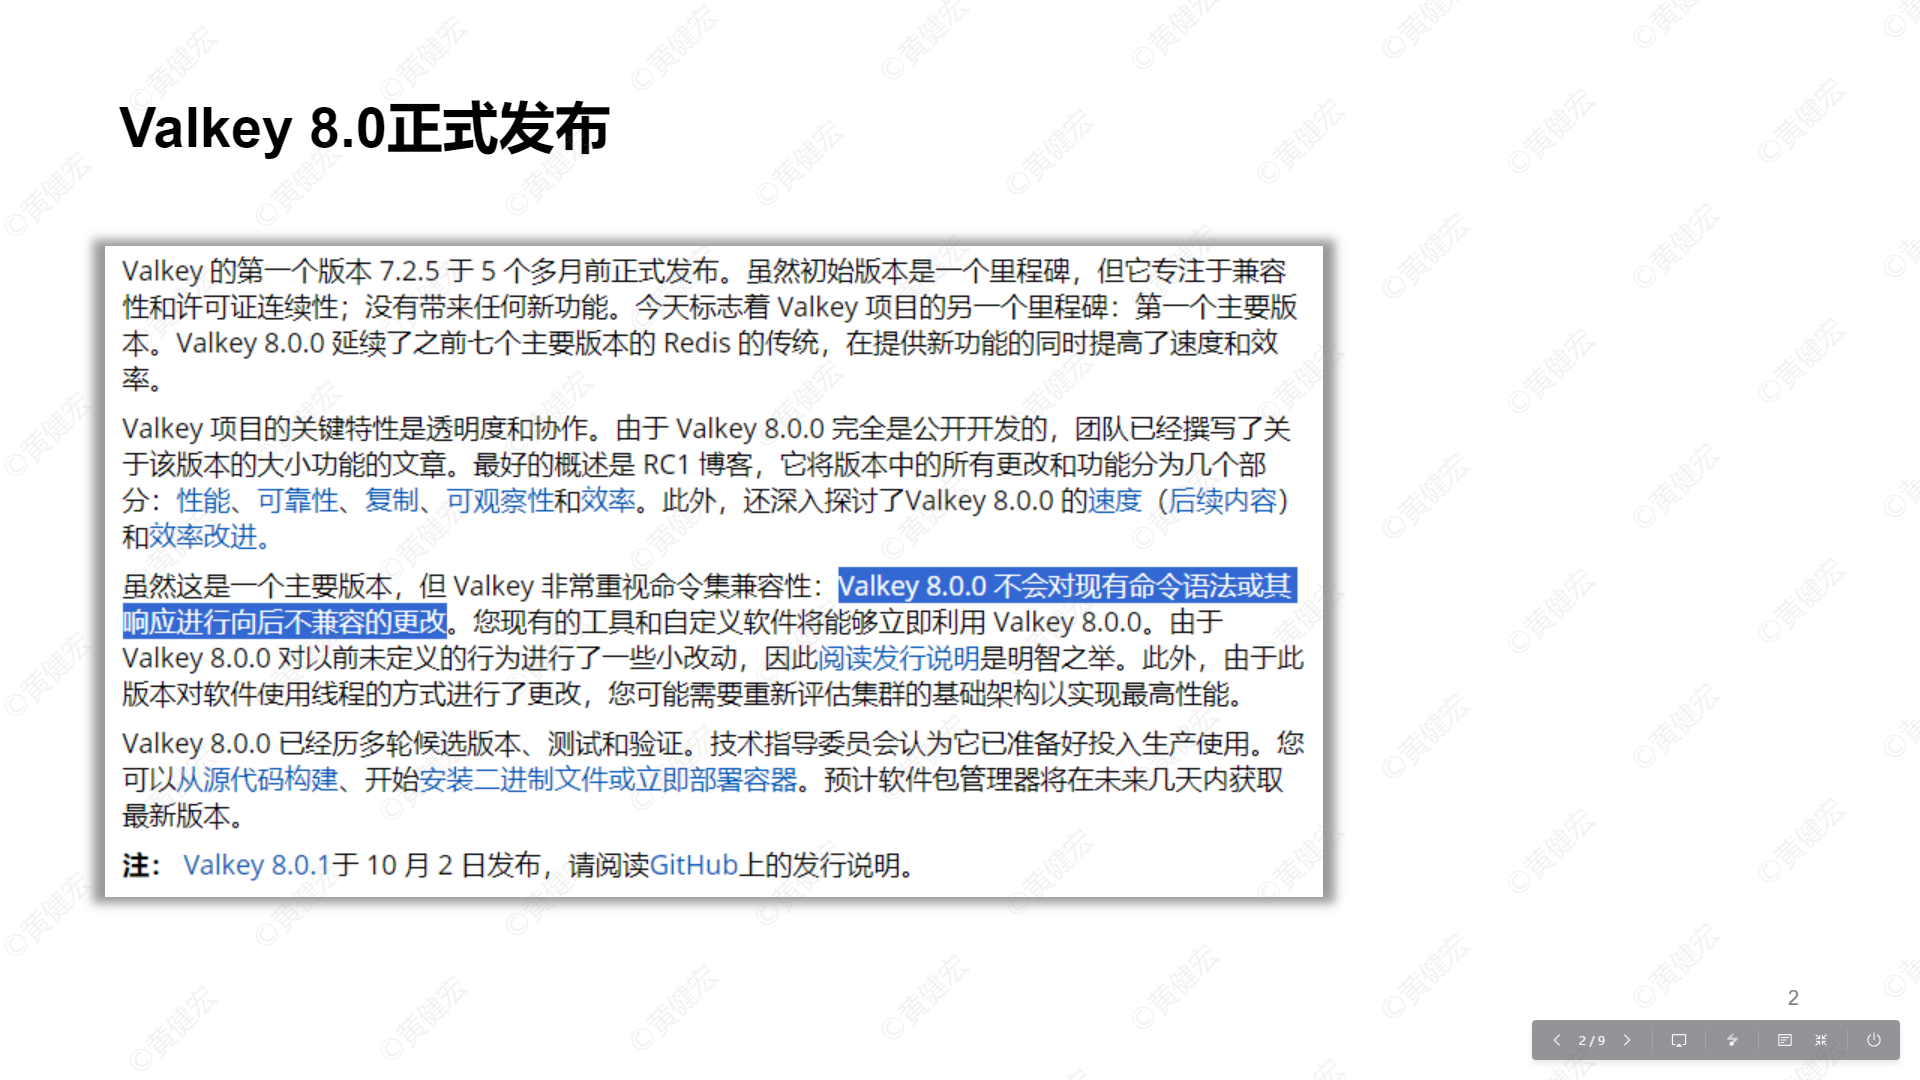 Valkey 8.0正式发布
Valkey 的第一个版本 7.2.5 于 5 个多月前正式发布。虽然初始版本是一个里程碑，但它专注于兼容
性和许可证连续性；没有带来任何新功能。今天标志着 Valkey 项目的另一个里程碑：第一个主要版
本。Valkey 8.0.0 延续了之前七个主要版本的 Redis 的传统，在提供新功能的同时提高了速度和效
率。
Valkey 项目的关键特性是透明度和协作。由于 Valkey 8.0.0 完全是公开开发的，团队已经撰写了关
于该版本的大小功能的文章。最好的概述是 RC1 博客，它将版本中的所有更改和功能分为几个部
分：性能、可靠性、复制、可观察性和效率。此外，还深入探讨了Valkey 8.0.0 的速度（后续内容）
和效率改进。
虽然这是一个主要版本，但 Valkey 非常重视命令集兼容性：Valkey 8.0.0 不会对现有命令语法或其
响应进行向后不兼容的更改。您现有的工具和自定义软件将能够立即利用 Valkey 8.0.0。由于
Valkey 8.0.0 对以前未定义的行为进行了一些小改动，因此阅读发行说明是明智之举。此外，由于此
版本对软件使用线程的方式进行了更改，您可能需要重新评估集群的基础架构以实现最高性能。
Valkey 8.0.0 已经历多轮候选版本、测试和验证。技术指导委员会认为它已准备好投入生产使用。您
可以从源代码构建、开始安装二进制文件或立即部署容器。预计软件包管理器将在未来几天内获取
最新版本。
注： Valkey 8.0.1于 10 月 2 日发布，请阅读GitHub上的发行说明。
2
2/9
©黄健宏